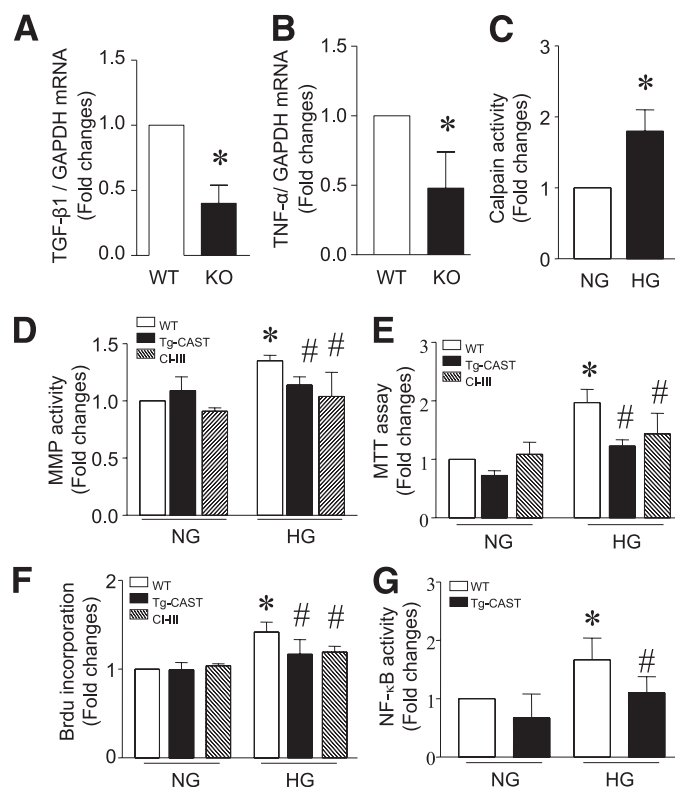 A
TGF-β1 / GAPDH mRNA
(Fold changes)
1.5
1.0
0.5
0.0
*
WT KO
B
TNF-α/ GAPDH mRNA
(Fold changes)
1.5
1.0
0.5
0.0
*
WT KO
C
Calpain activity
(Fold changes)
3
2
1
0
*
NG HG
D
MMP activity
(Fold changes)
1.5
1.0
0.5
0.0
WT
Tg-CAST
CI-III
* # #
NG HG
E
MTT assay
(Fold changes)
3
2
1
0
WT
Tg-CAST
CI-III
* # #
NG HG
F
Brdu incorporation
(Fold changes)
2
1
0
WT
Tg-CAST
CI-III
* # #
NG HG
G
NF-κB activity
(Fold changes)
3
2
1
0
WT
Tg-CAST
* #
NG HG